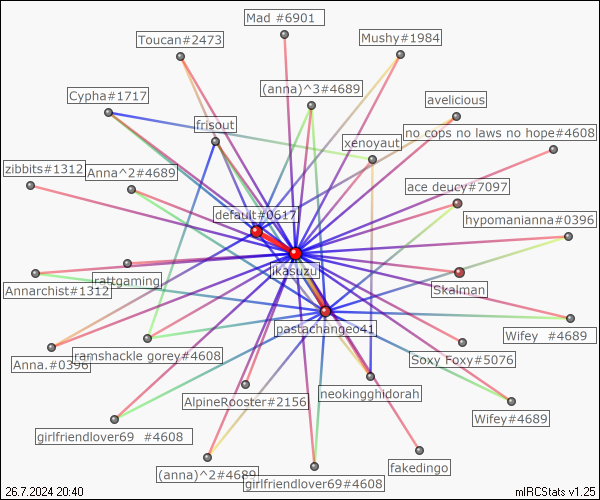 Mad #6901
Toucan#2473
Mushy#1984
Cypha#1717
(anna)^3#4689
avelicious
frisout
no cops no laws no hope#4608
xenoyaut
zibbits#1312
Anna^2#4689
ace deucy#7097
default#0617
hypomanianna#0396
ikasuzu
rattgaming
Annarchist#1312
Skalman
pastachangeo41
Wifey #4689
Anna.#0396
ramshackle gorey#4608
Soxy Foxy#5076
neokingghidorah
AlpineRooster#2156
Wifey#4689
girlfriendlover69 #4608
fakedingo
(anna)^2#4689
girlfriendlover69#4608
26.7.2024 20:40
mIRCStats v1.25